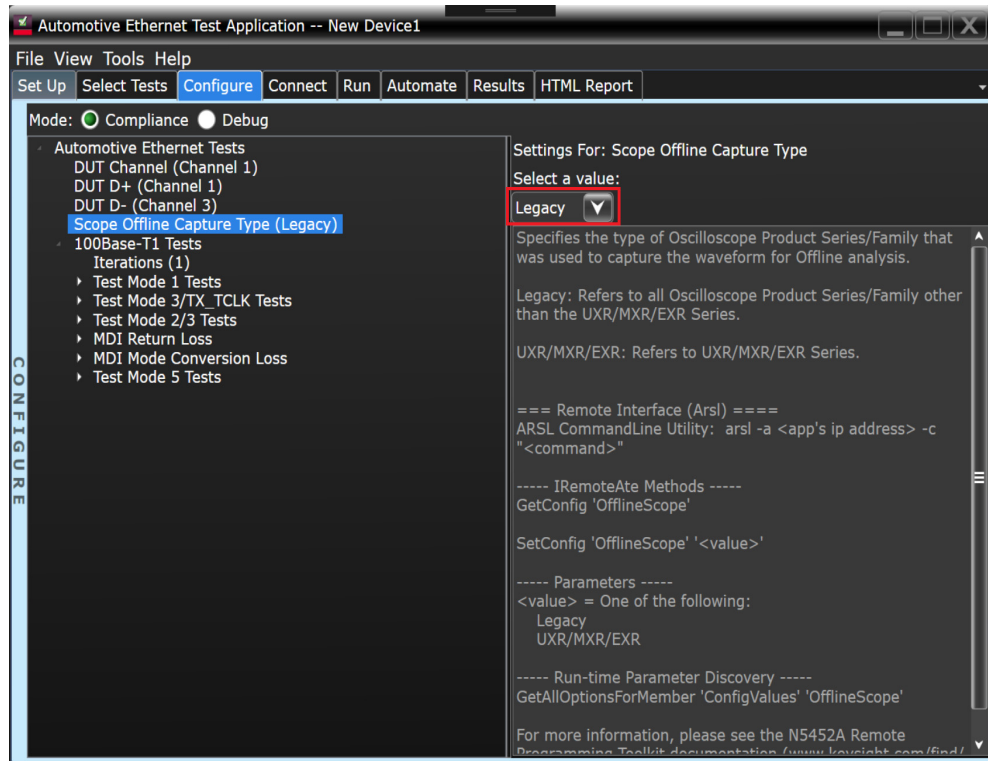 Automotive Ethernet Test Application -- New Device1
File View Tools Help
Set Up Select Tests Configure Connect Run Automate Results HTML Report
Mode: Compliance Debug
Automotive Ethernet Tests
DUT Channel (Channel 1)
DUT D+ (Channel 1)
DUT D- (Channel 3)
Scope Offline Capture Type (Legacy)
100Base-T1 Tests
Iterations (1)
Test Mode 1 Tests
Test Mode 3/TX_TCLK Tests
Test Mode 2/3 Tests
MDI Return Loss
MDI Mode Conversion Loss
Test Mode 5 Tests
CONFIGURE
Settings For: Scope Offline Capture Type
Select a value:
Legacy
Specifies the type of Oscilloscope Product Series/Family that
was used to capture the waveform for Offline analysis.
Legacy: Refers to all Oscilloscope Product Series/Family other
than the UXR/MXR/EXR Series.
UXR/MXR/EXR: Refers to UXR/MXR/EXR Series.
=== Remote Interface (Arsl) ====
ARSL CommandLine Utility: arsl -a <app's ip address> -c
"<command>"
----- IRemoteAte Methods -----
GetConfig 'OfflineScope'
SetConfig 'OfflineScope' '<value>'
----- Parameters -----
<value> = One of the following:
Legacy
UXR/MXR/EXR
----- Run-time Parameter Discovery -----
GetAllOptionsForMember 'ConfigValues' 'OfflineScope'
For more information, please see the N5452A Remote
Programming Toolkit documentation (www.keysight.com/find/